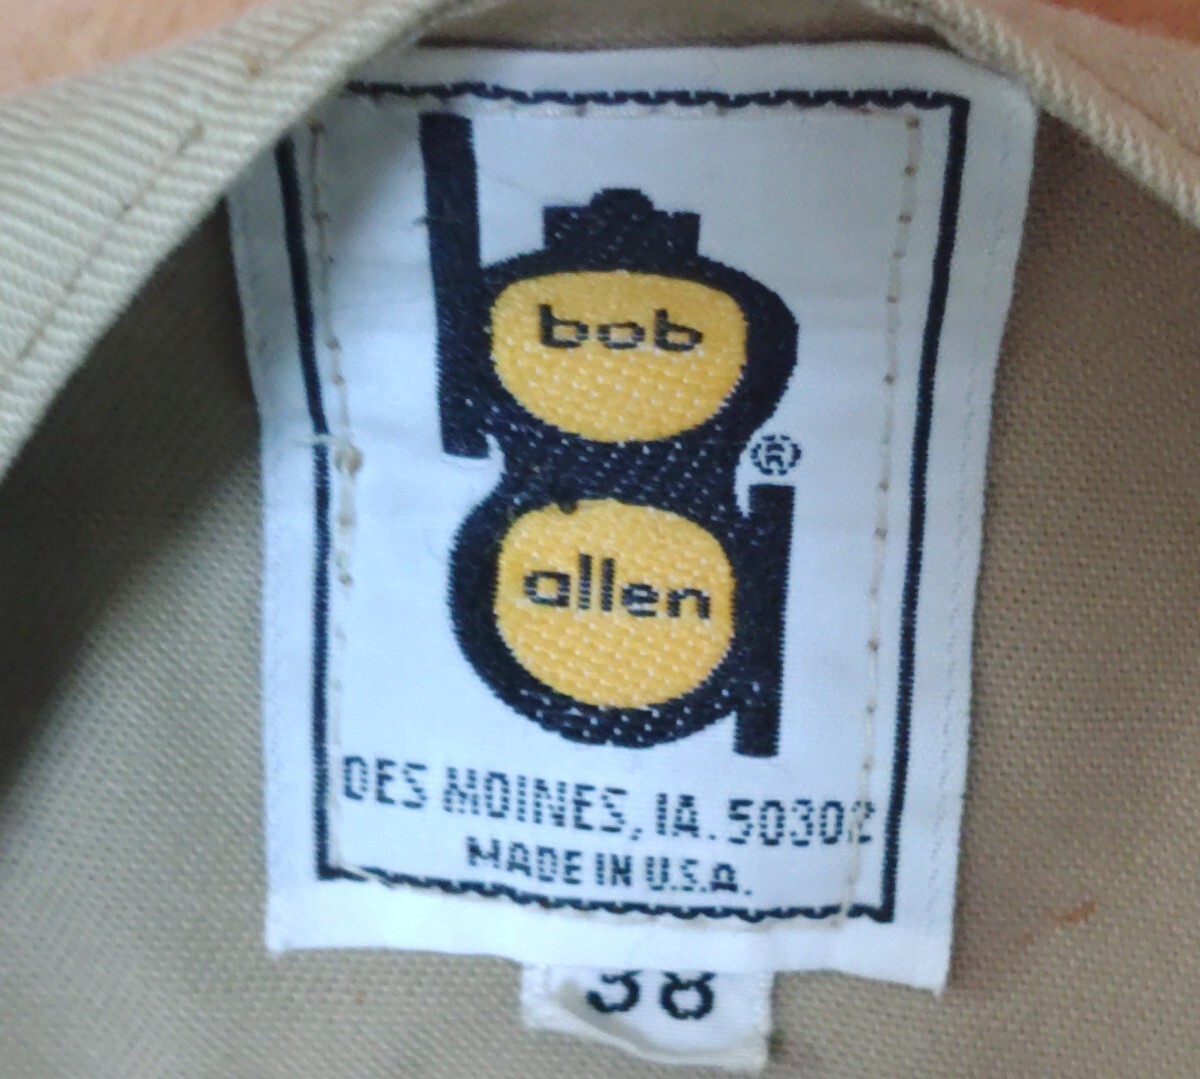 bob
®
allen
DES MOINES, IA. 50302
MADE IN U.S.A.
38